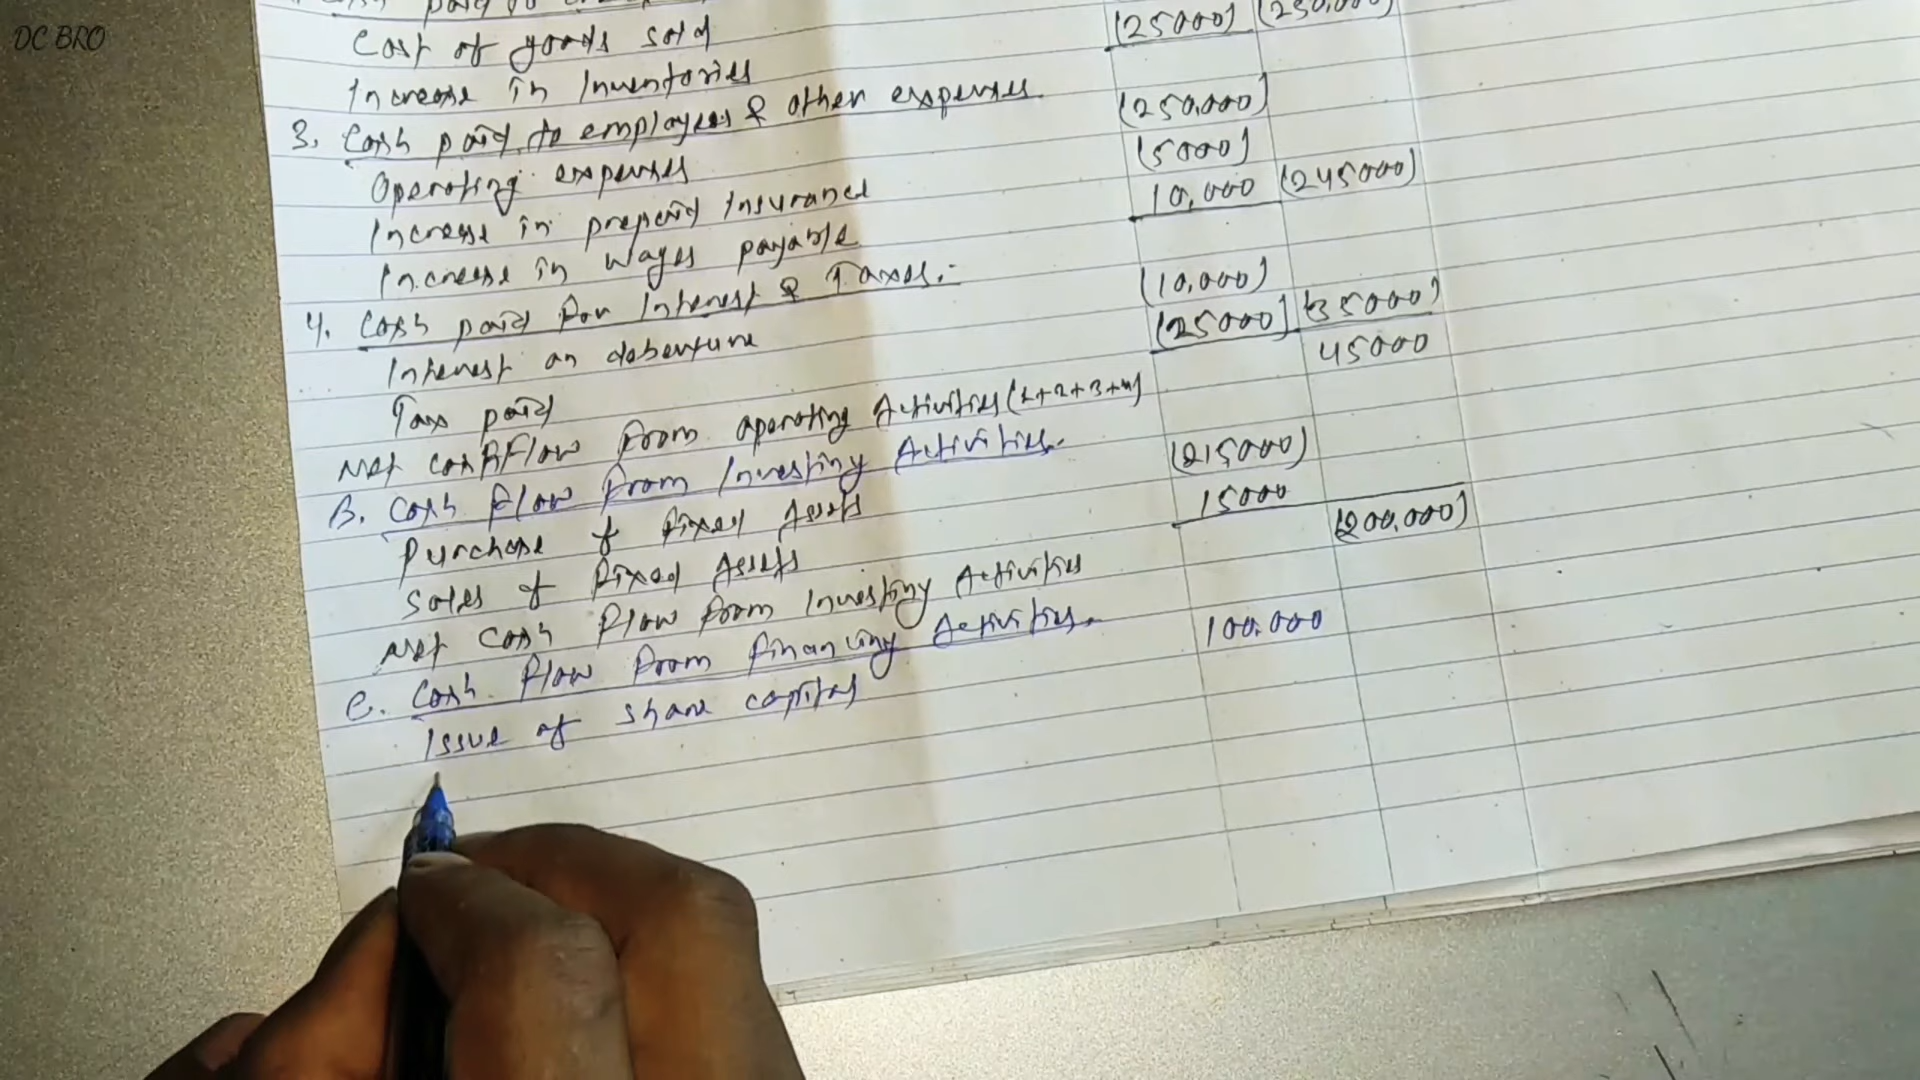 DC BRO
Cost of goods sold (25000) (250,000)
Increase in Inventories
3. Cash paid to employees & other expenses
Operating expenses (250,000)
Increase in prepaid Insurance (5000)
Increase in wages payable 10,000 (245000)
4. Cash paid for Interest & Taxes:-
Interest on debenture (10,000)
Tax paid (25000) (35000)
Net cashflow from operating Activities (1+2+3+4) 45000
B. Cash flow from Investing Activities.
Purchase of fixed Assets (215000)
Sales of fixed Assets 15000
Net cash flow from Investing Activities (200,000)
C. Cash flow from financing Activities.
Issue of share capital 100,000